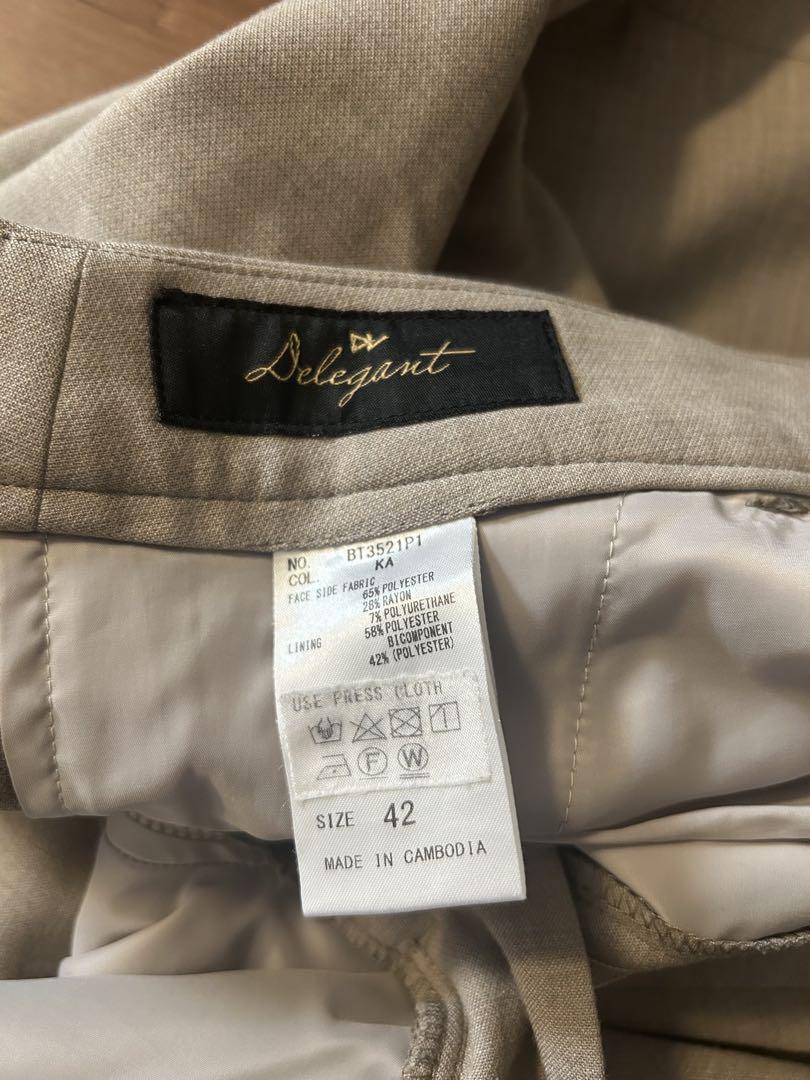 DV
Delegant
NO. BT3521P1
COL. KA
FACE SIDE FABRIC
65% POLYESTER
28% RAYON
7% POLYURETHANE
LINING 58% POLYESTER
BICOMPONENT
42% (POLYESTER)
USE PRESS CLOTH
F W
SIZE 42
MADE IN CAMBODIA